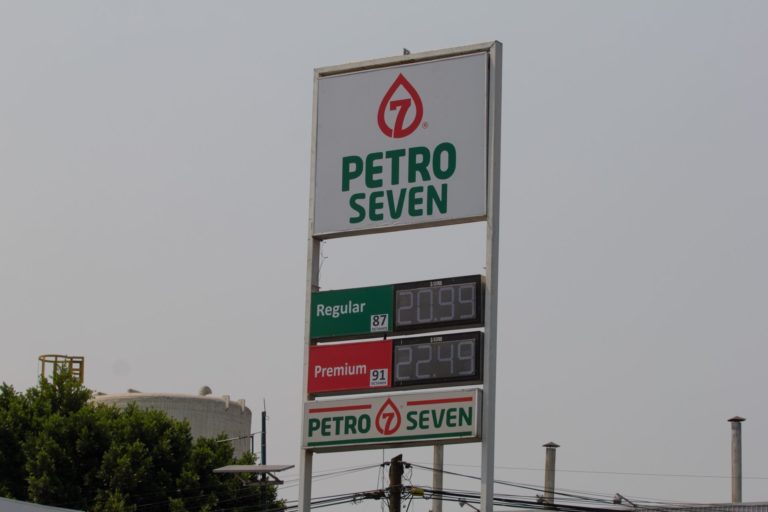 7
PETRO
SEVEN
Regular 87 20.99
Premium 91 22.49
PETRO 7 SEVEN